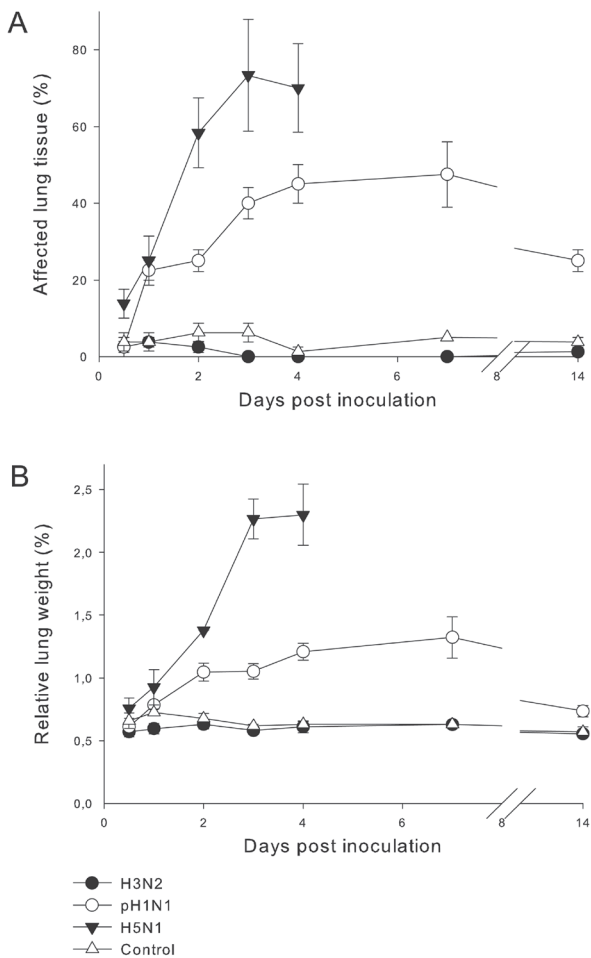 A
Affected lung tissue (%)
80
60
40
20
0
0 2 4 6 8 14
Days post inoculation
B
Relative lung weight (%)
2,5
2,0
1,5
1,0
0,5
0,0
0 2 4 6 8 14
Days post inoculation
H3N2
pH1N1
H5N1
Control